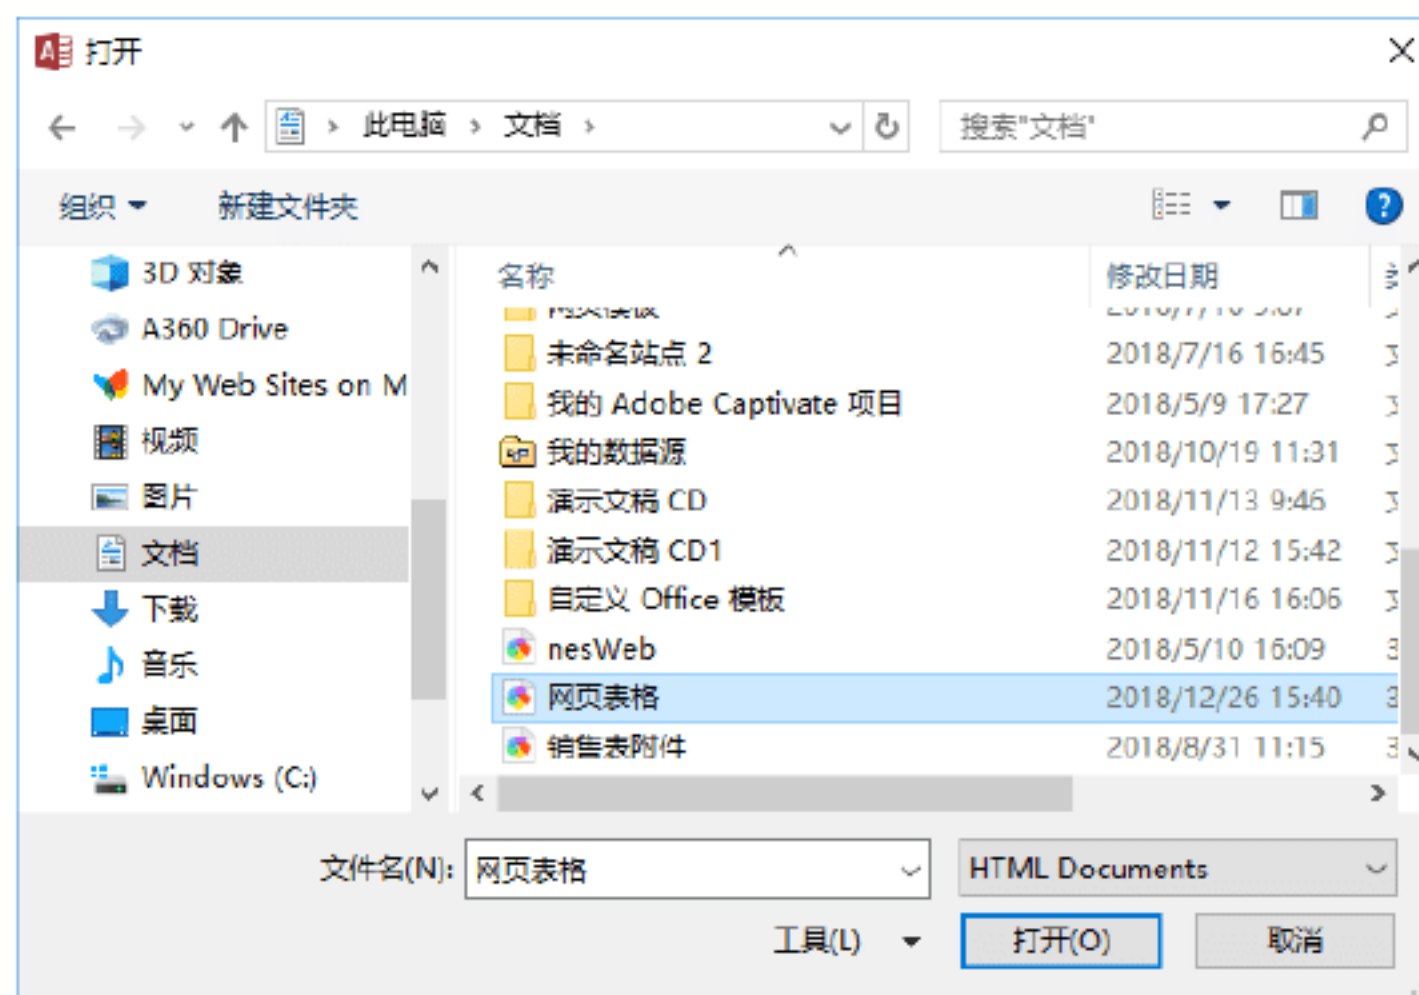 打开
此电脑 文档
搜索"文档"
组织 新建文件夹
3D 对象
A360 Drive
My Web Sites on M
视频
图片
文档
下载
音乐
桌面
Windows (C:)
名称 修改日期
网页模板
未命名站点 2 2018/7/16 16:45
我的 Adobe Captivate 项目 2018/5/9 17:27
我的数据源 2018/10/19 11:31
演示文稿 CD 2018/11/13 9:46
演示文稿 CD1 2018/11/12 15:42
自定义 Office 模板 2018/11/16 16:06
nesWeb 2018/5/10 16:09
网页表格 2018/12/26 15:40
销售表附件 2018/8/31 11:15
文件名(N): 网页表格 HTML Documents
工具(L) 打开(O) 取消